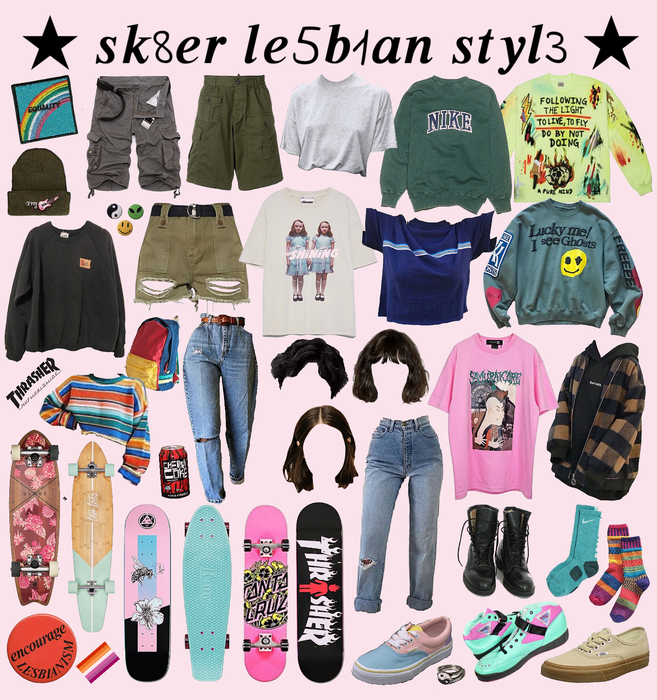 ★ sk8er le5b1an styl3 ★
EQUALITY
NIKE
FOLLOWING
THE LIGHT
TO LIVE, TO FLY
DO BY NOT
DOING
A PURE MIND
SHINING
Lucky me!
I see Ghosts
THRASHER
SANTA
CRUZ
THRASHER
encourage
LESBIANISM